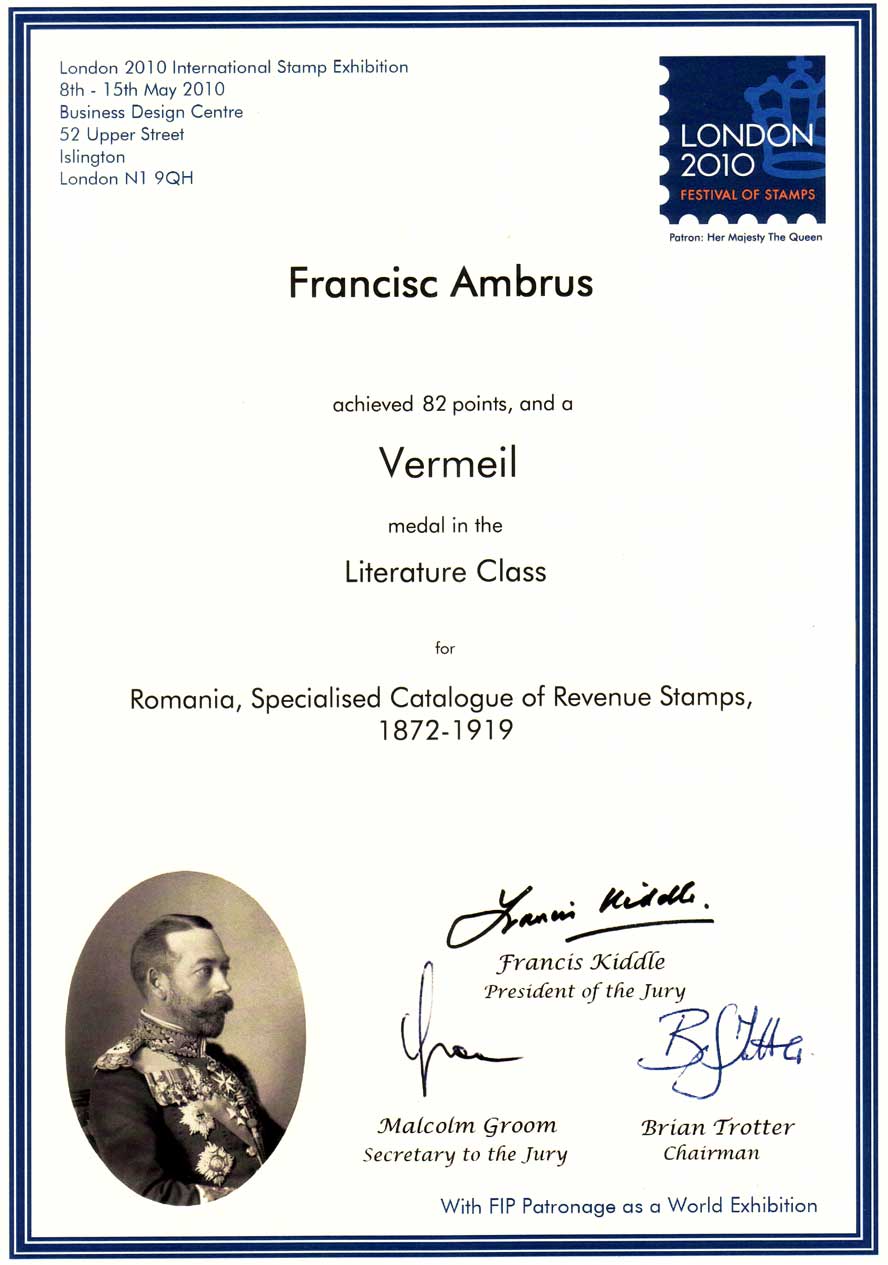 London 2010 International Stamp Exhibition
8th - 15th May 2010
Business Design Centre
52 Upper Street
Islington
London N1 9QH
LONDON
2010
FESTIVAL OF STAMPS
Patron: Her Majesty The Queen
Francisc Ambrus
achieved 82 points, and a
Vermeil
medal in the
Literature Class
for
Romania, Specialised Catalogue of Revenue Stamps,
1872-1919
Francis Kiddle.
Francis Kiddle
President of the Jury
Malcolm Groom
Secretary to the Jury
Brian Trotter
Chairman
With FIP Patronage as a World Exhibition